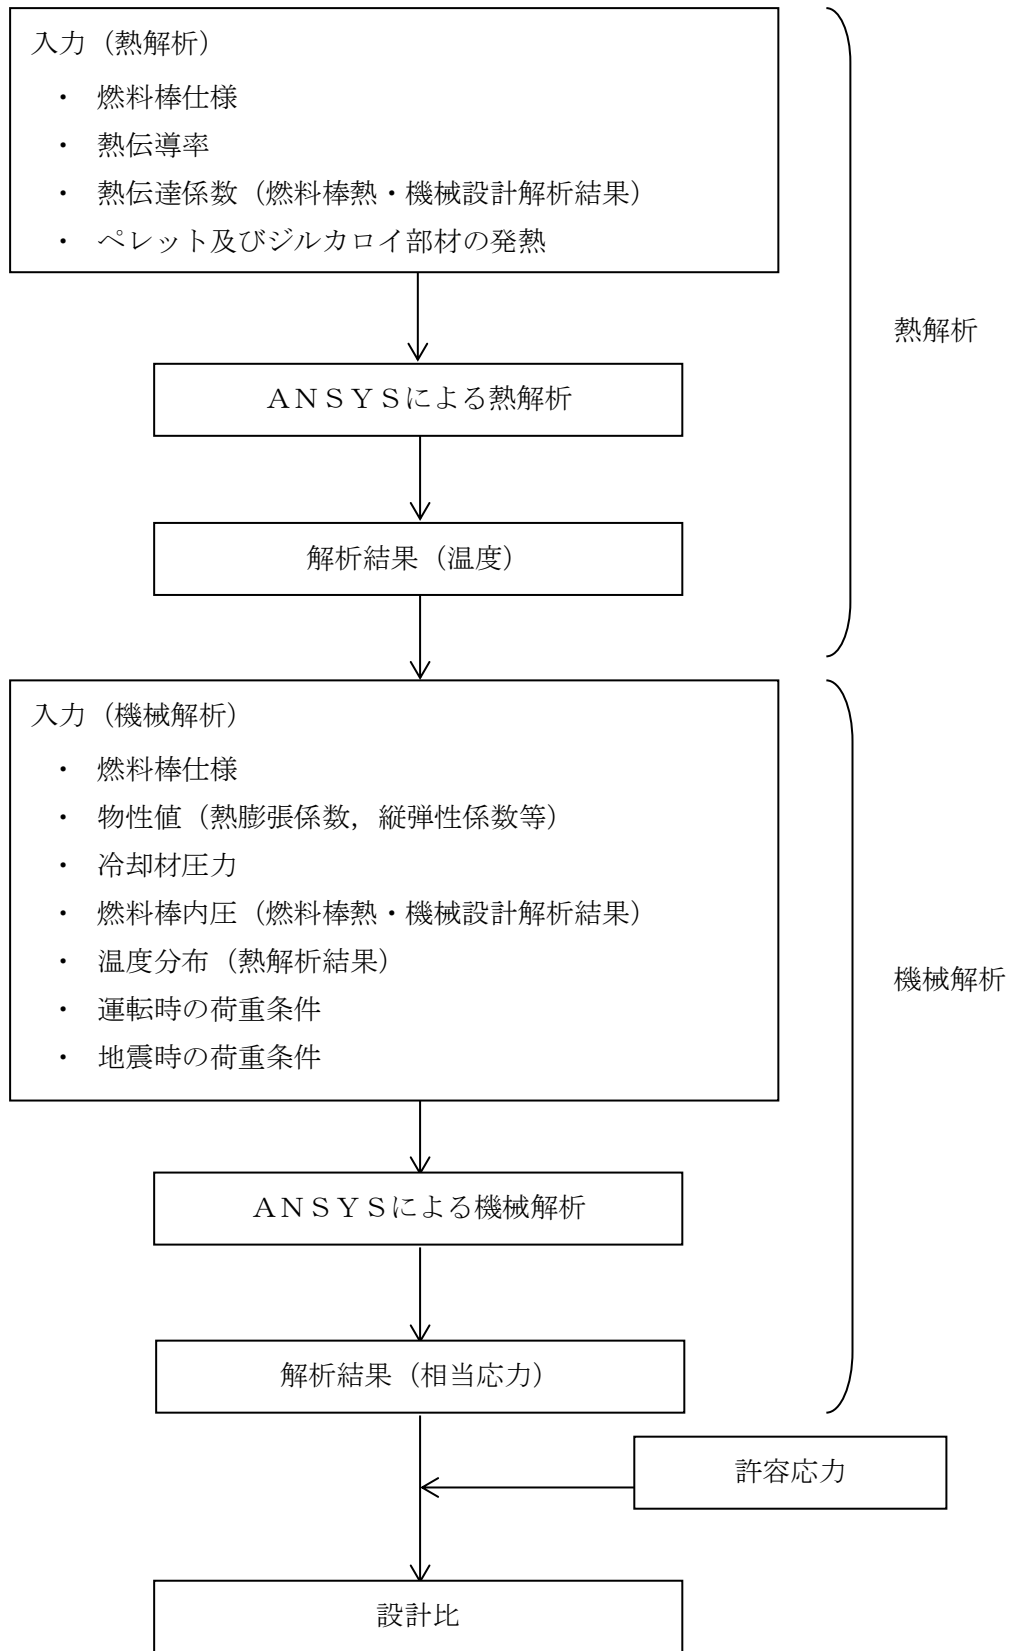 入力（熱解析）
・ 燃料棒仕様
・ 熱伝導率
・ 熱伝達係数（燃料棒熱・機械設計解析結果）
・ ペレット及びジルカロイ部材の発熱
熱解析
ＡＮＳＹＳによる熱解析
解析結果（温度）
入力（機械解析）
・ 燃料棒仕様
・ 物性値（熱膨張係数，縦弾性係数等）
・ 冷却材圧力
・ 燃料棒内圧（燃料棒熱・機械設計解析結果）
・ 温度分布（熱解析結果）
・ 運転時の荷重条件
・ 地震時の荷重条件
機械解析
ＡＮＳＹＳによる機械解析
解析結果（相当応力）
許容応力
設計比